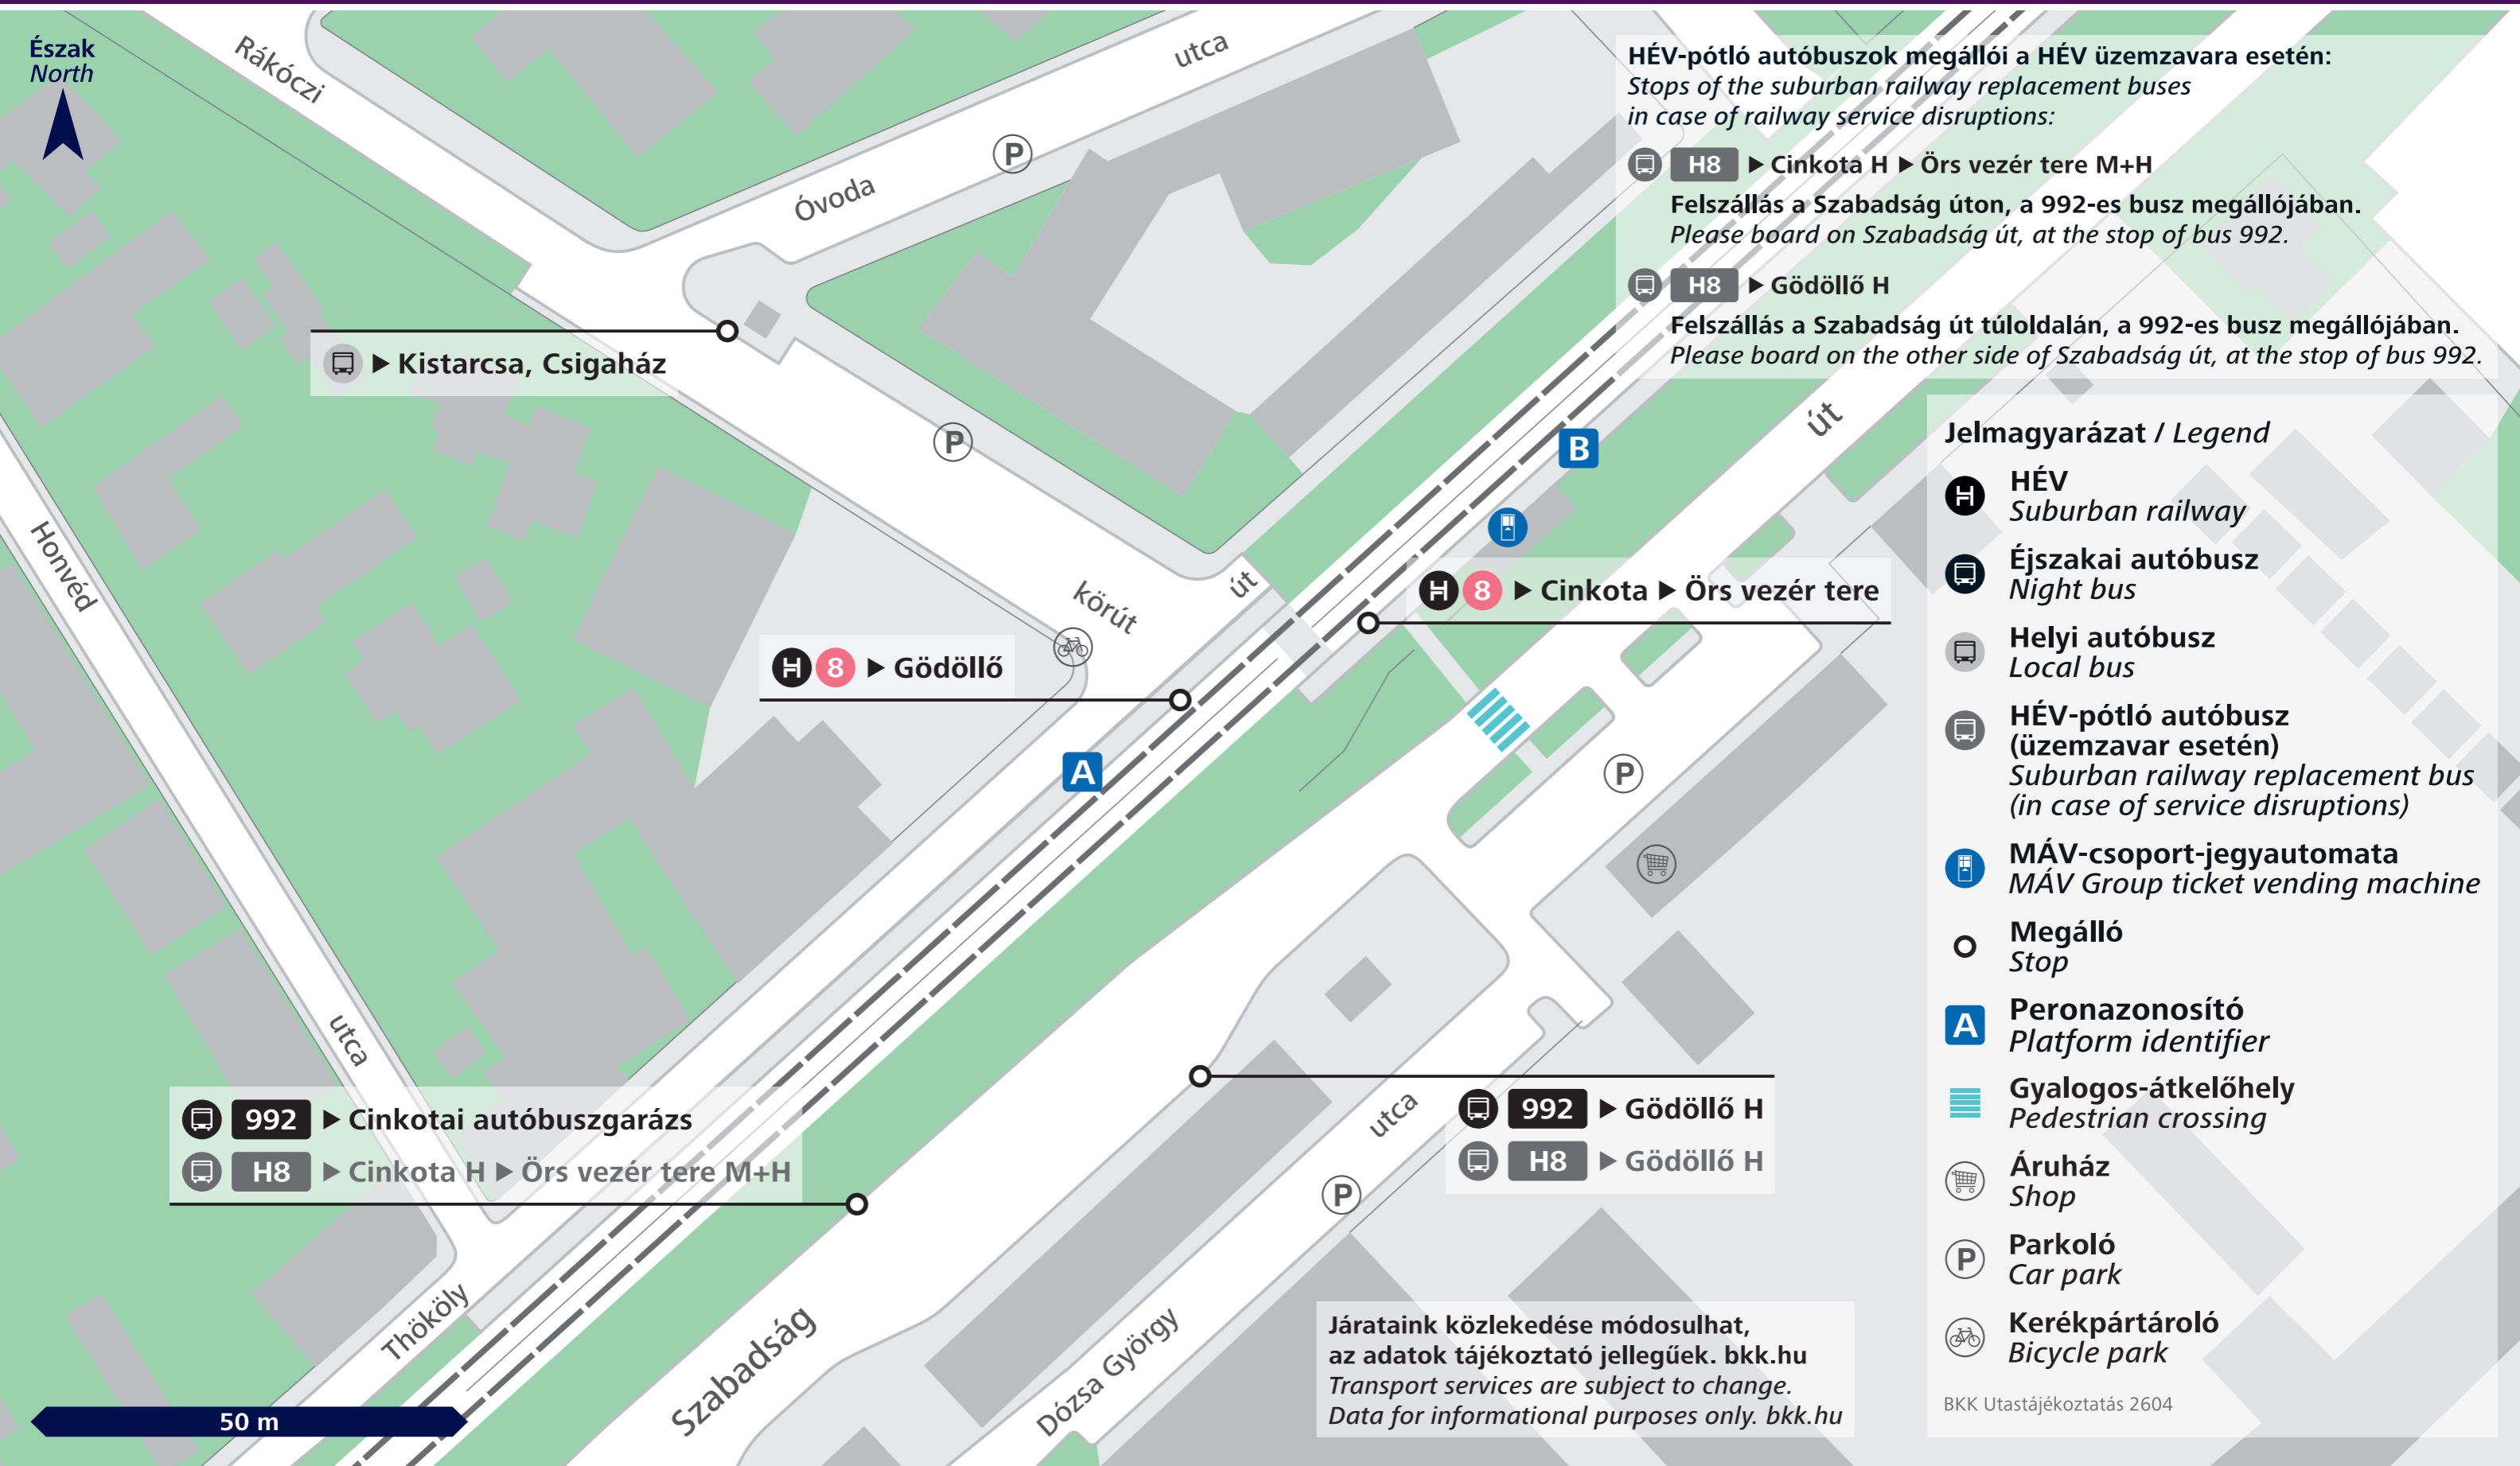 Észak
North
Rákóczi
utca
Óvoda
P
HÉV-pótló autóbuszok megállói a HÉV üzemzavara esetén:
Stops of the suburban railway replacement buses
in case of railway service disruptions:
H8 ▶ Cinkota H ▶ Örs vezér tere M+H
Felszállás a Szabadság úton, a 992-es busz megállójában.
Please board on Szabadság út, at the stop of bus 992.
H8 ▶ Gödöllő H
Felszállás a Szabadság út túloldalán, a 992-es busz megállójában.
Please board on the other side of Szabadság út, at the stop of bus 992.
▶ Kistarcsa, Csigaház
P
B
út
Honvéd
körút
út
H 8 ▶ Cinkota ▶ Örs vezér tere
H 8 ▶ Gödöllő
A
P
utca
992 ▶ Cinkotai autóbuszgarázs
H8 ▶ Cinkota H ▶ Örs vezér tere M+H
992 ▶ Gödöllő H
H8 ▶ Gödöllő H
utca
P
Thököly
Szabadság
Dózsa György
50 m
Járataink közlekedése módosulhat,
az adatok tájékoztató jellegűek. bkk.hu
Transport services are subject to change.
Data for informational purposes only. bkk.hu
Jelmagyarázat / Legend
H HÉV
Suburban railway
Éjszakai autóbusz
Night bus
Helyi autóbusz
Local bus
HÉV-pótló autóbusz
(üzemzavar esetén)
Suburban railway replacement bus
(in case of service disruptions)
MÁV-csoport-jegyautomata
MÁV Group ticket vending machine
Megálló
Stop
A Peronazonosító
Platform identifier
Gyalogos-átkelőhely
Pedestrian crossing
Áruház
Shop
P Parkoló
Car park
Kerékpártároló
Bicycle park
BKK Utastájékoztatás 2604